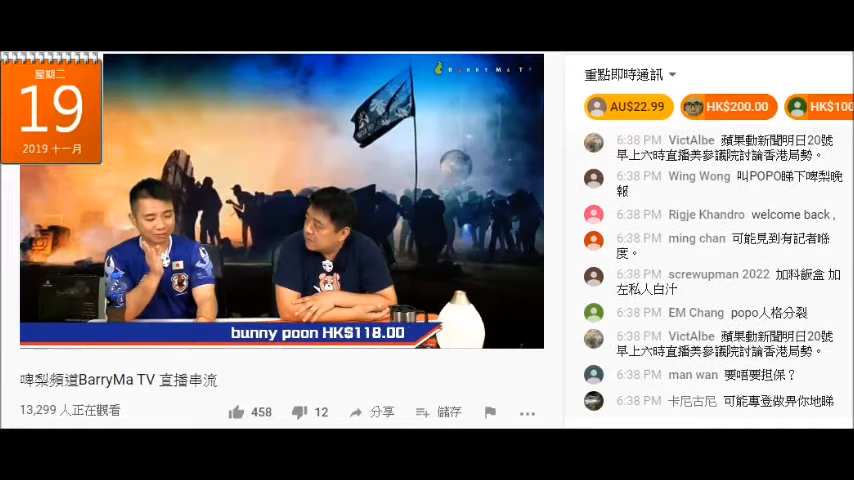 星期二
19
2019 十一月
BARRYMA TV
bunny poon HK$118.00
啤梨頻道BarryMa TV 直播串流
13,299 人正在觀看
458
12
分享
儲存
重點即時通訊
AU$22.99
HK$200.00
HK$100
6:38 PM VictAlbe 蘋果動新聞明日20號
早上六時直播美參議院討論香港局勢。
6:38 PM Wing Wong 叫POPO睇下啤梨晚
報
6:38 PM Rigje Khandro welcome back ,
6:38 PM ming chan 可能見到有記者喺
度。
6:38 PM screwupman 2022 加料飯盒 加
左私人白汁
6:38 PM EM Chang popo人格分裂
6:38 PM VictAlbe 蘋果動新聞明日20號
早上六時直播美參議院討論香港局勢。
6:38 PM man wan 要唔要担保？
6:38 PM 卡尼古尼 可能專登做畀你地睇